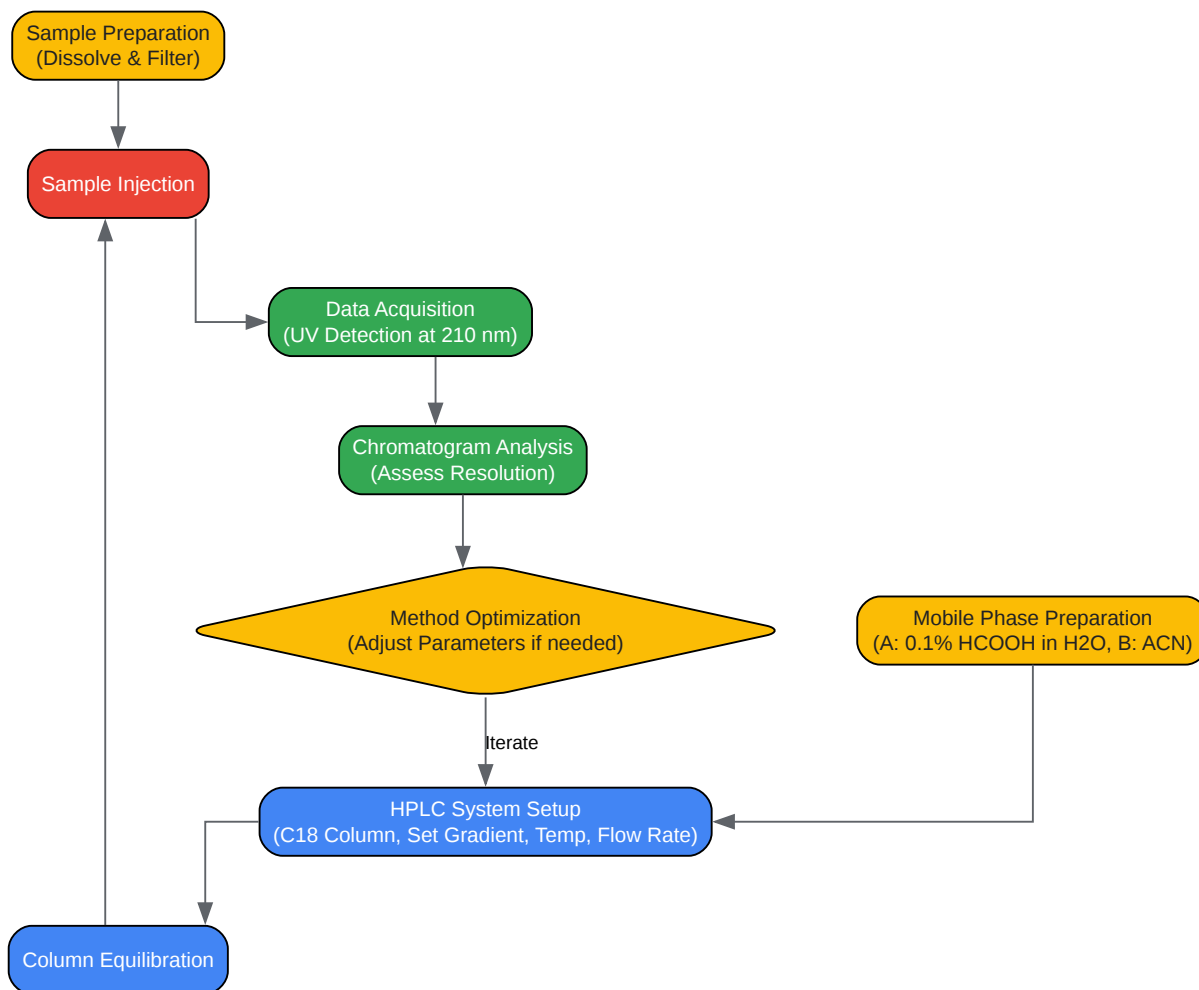 Sample Preparation
(Dissolve & Filter)
Sample Injection
Data Acquisition
(UV Detection at 210 nm)
Chromatogram Analysis
(Assess Resolution)
Method Optimization
(Adjust Parameters if needed)
Mobile Phase Preparation
(A: 0.1% HCOOH in H2O, B: ACN)
Iterate
HPLC System Setup
(C18 Column, Set Gradient, Temp, Flow Rate)
Column Equilibration